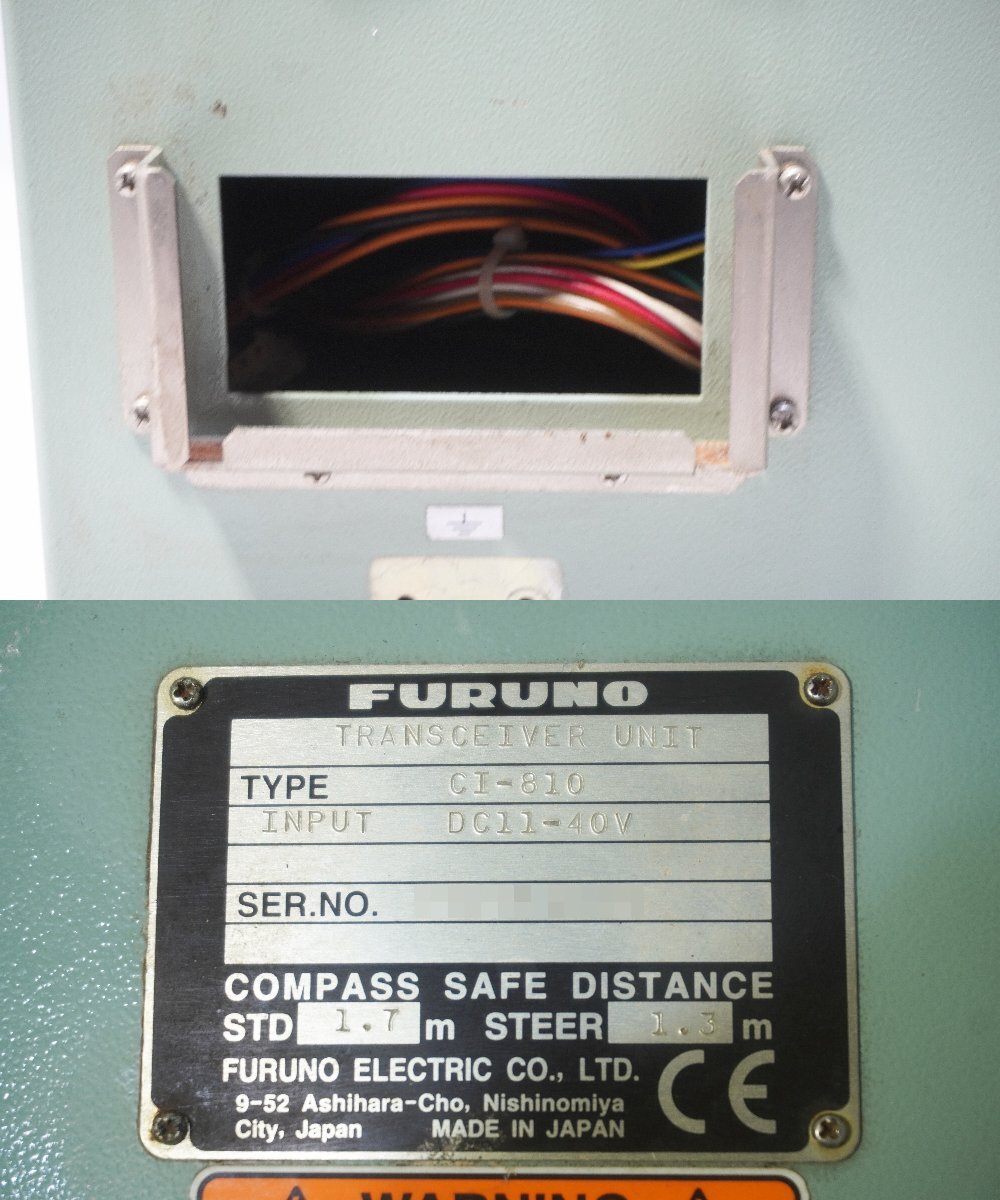 FURUNO
TRANSCEIVER UNIT
TYPE CI-810
INPUT DC11-40V
SER.NO.
COMPASS SAFE DISTANCE
STD 1.7 m STEER 1.3 m
FURUNO ELECTRIC CO., LTD.
9-52 Ashihara-Cho, Nishinomiya
City, Japan MADE IN JAPAN
CE
WARNING